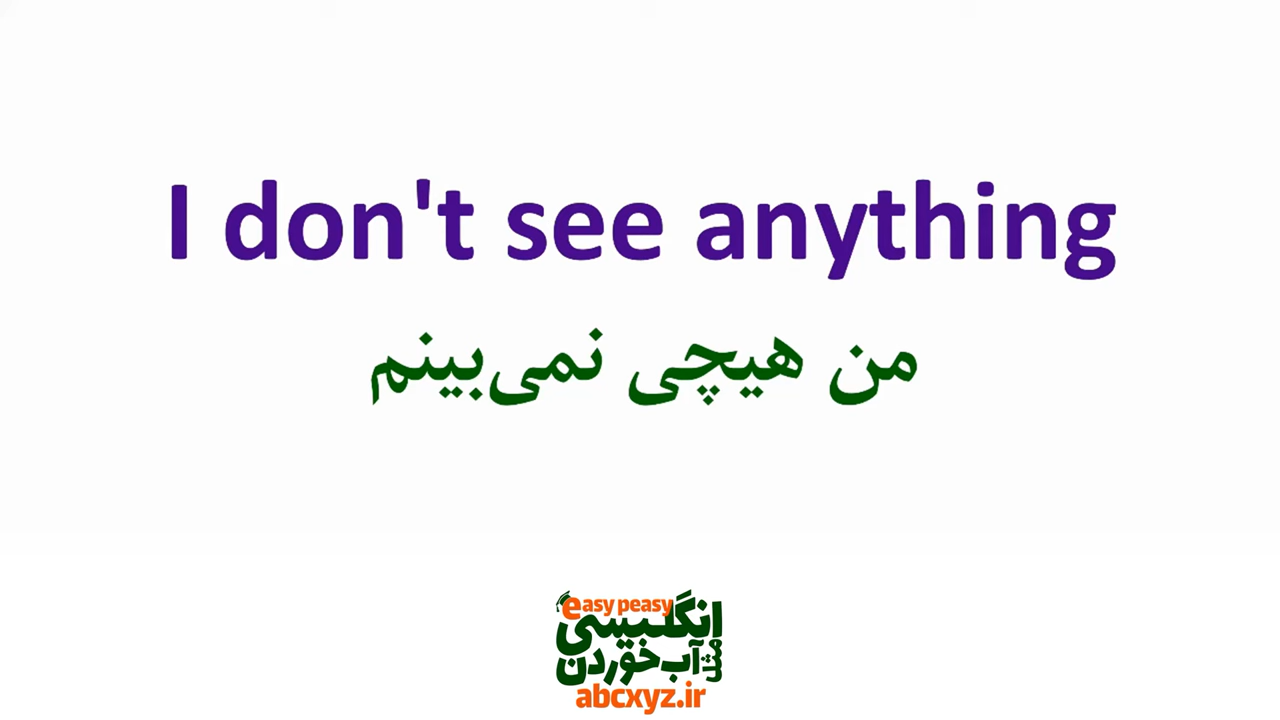 I don't see anything
من هیچی نمی‌بینم
easy peasy
انگلیسی
مثل آب خوردن
abcxyz.ir